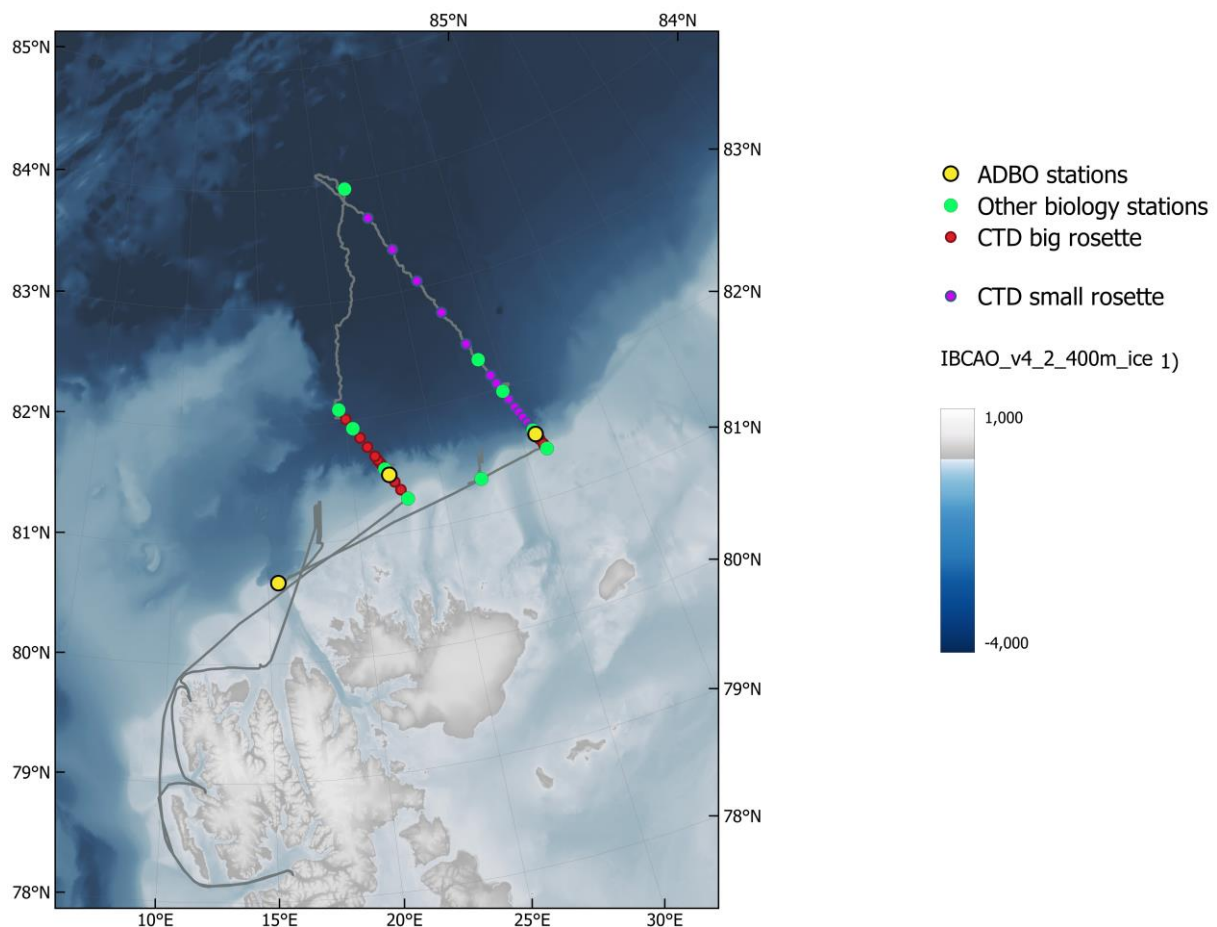 85°N 84°N
85°N
84°N
83°N
82°N
81°N
80°N
79°N
78°N
83°N
82°N
81°N
80°N
79°N
78°N
10°E 15°E 20°E 25°E 30°E
ADBO stations
Other biology stations
CTD big rosette
CTD small rosette
IBCAO_v4_2_400m_ice 1)
1,000
-4,000